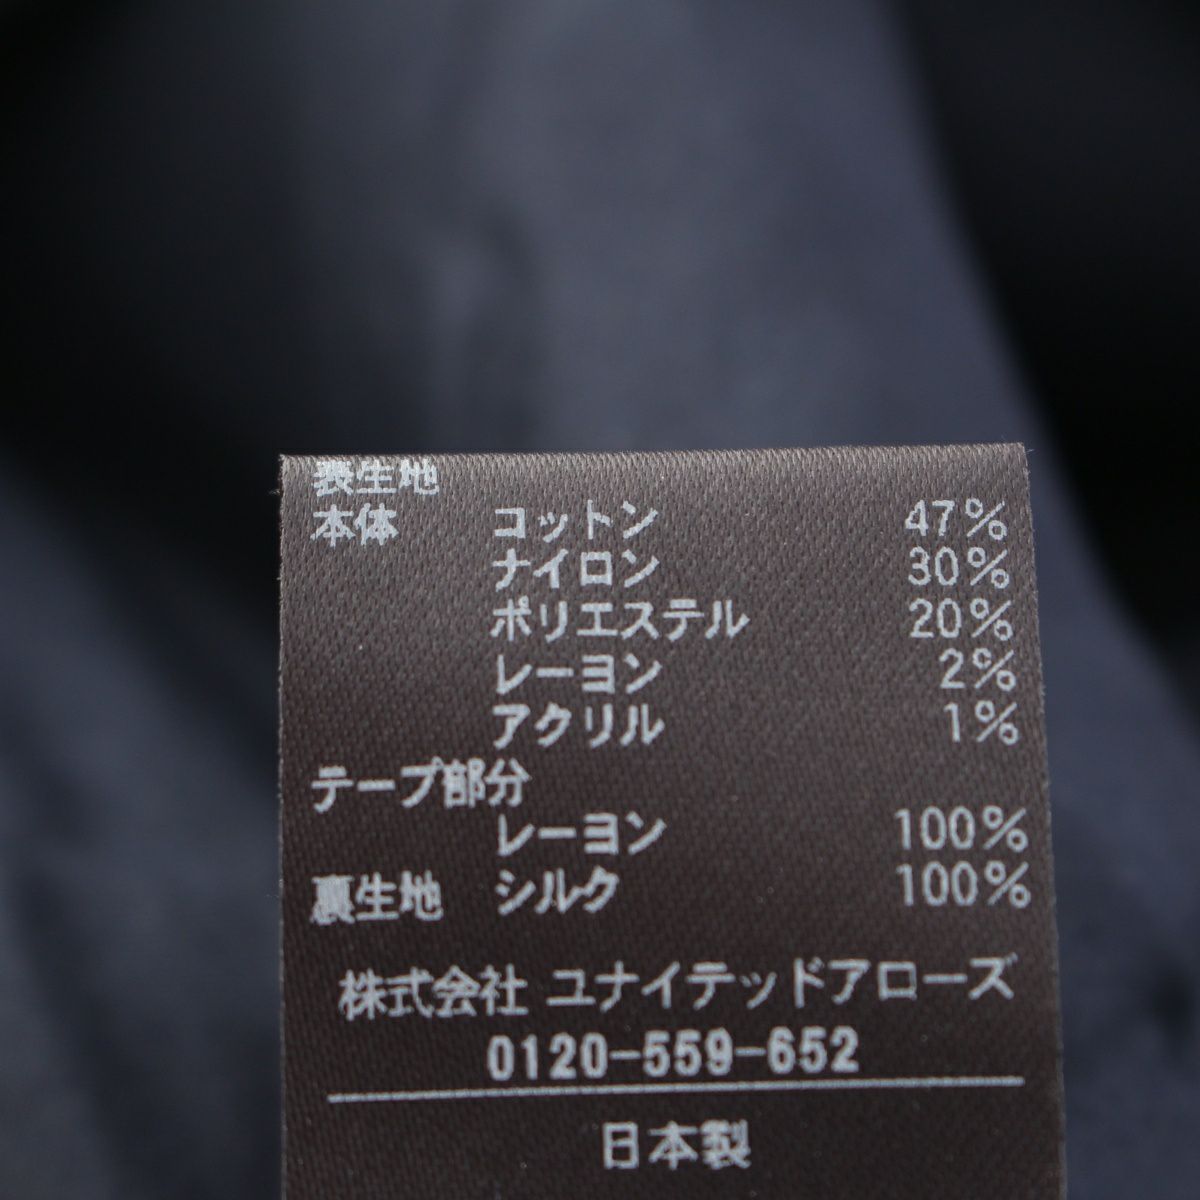 表生地
本体 コットン 47%
ナイロン 30%
ポリエステル 20%
レーヨン 2%
アクリル 1%
テープ部分
レーヨン 100%
裏生地 シルク 100%
株式会社 ユナイテッドアローズ
0120-559-652
日本製